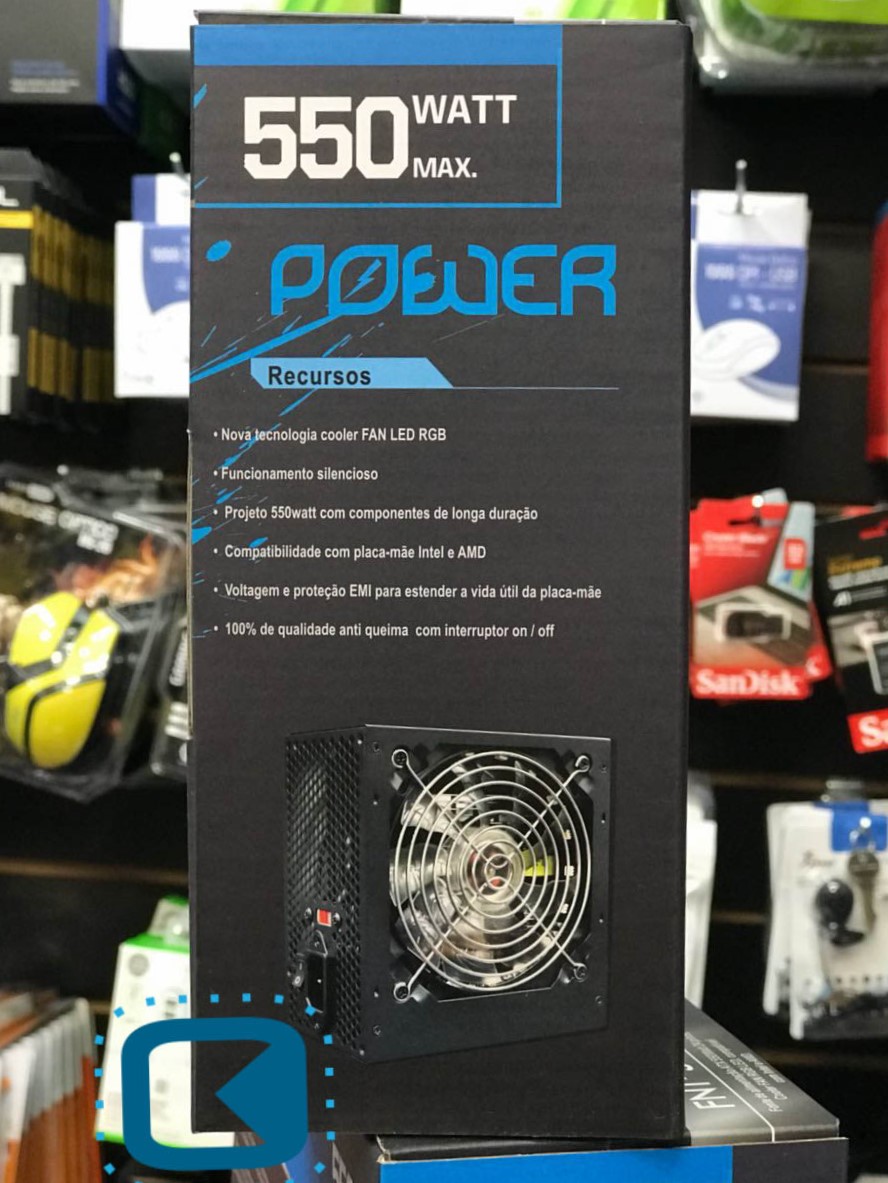 550 WATT
MAX.
POWER
Recursos
• Nova tecnologia cooler FAN LED RGB
• Funcionamento silencioso
• Projeto 550watt com componentes de longa duração
• Compatibilidade com placa-mãe Intel e AMD
• Voltagem e proteção EMI para estender a vida útil da placa-mãe
• 100% de qualidade anti queima com interruptor on / off
SanDisk
FNT